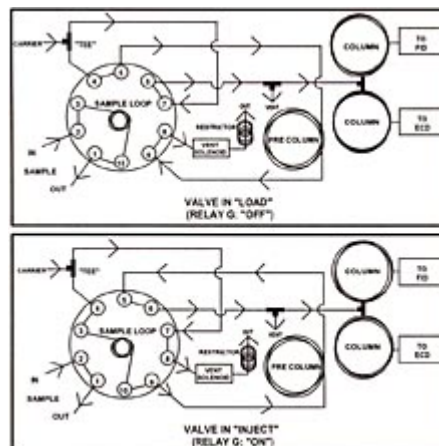 CARRIER
"TEE"
SAMPLE LOOP
IN
SAMPLE
OUT
OUT
RESTRICTOR
VENT
SOLENOID
VENT
PRE COLUMN
COLUMN
TO
FID
COLUMN
TO
ECD
VALVE IN "LOAD"
(RELAY G: "OFF")
CARRIER
"TEE"
SAMPLE LOOP
IN
SAMPLE
OUT
OUT
RESTRICTOR
VENT
SOLENOID
VENT
PRE COLUMN
COLUMN
TO
FID
COLUMN
TO
ECD
VALVE IN "INJECT"
(RELAY G: "ON")